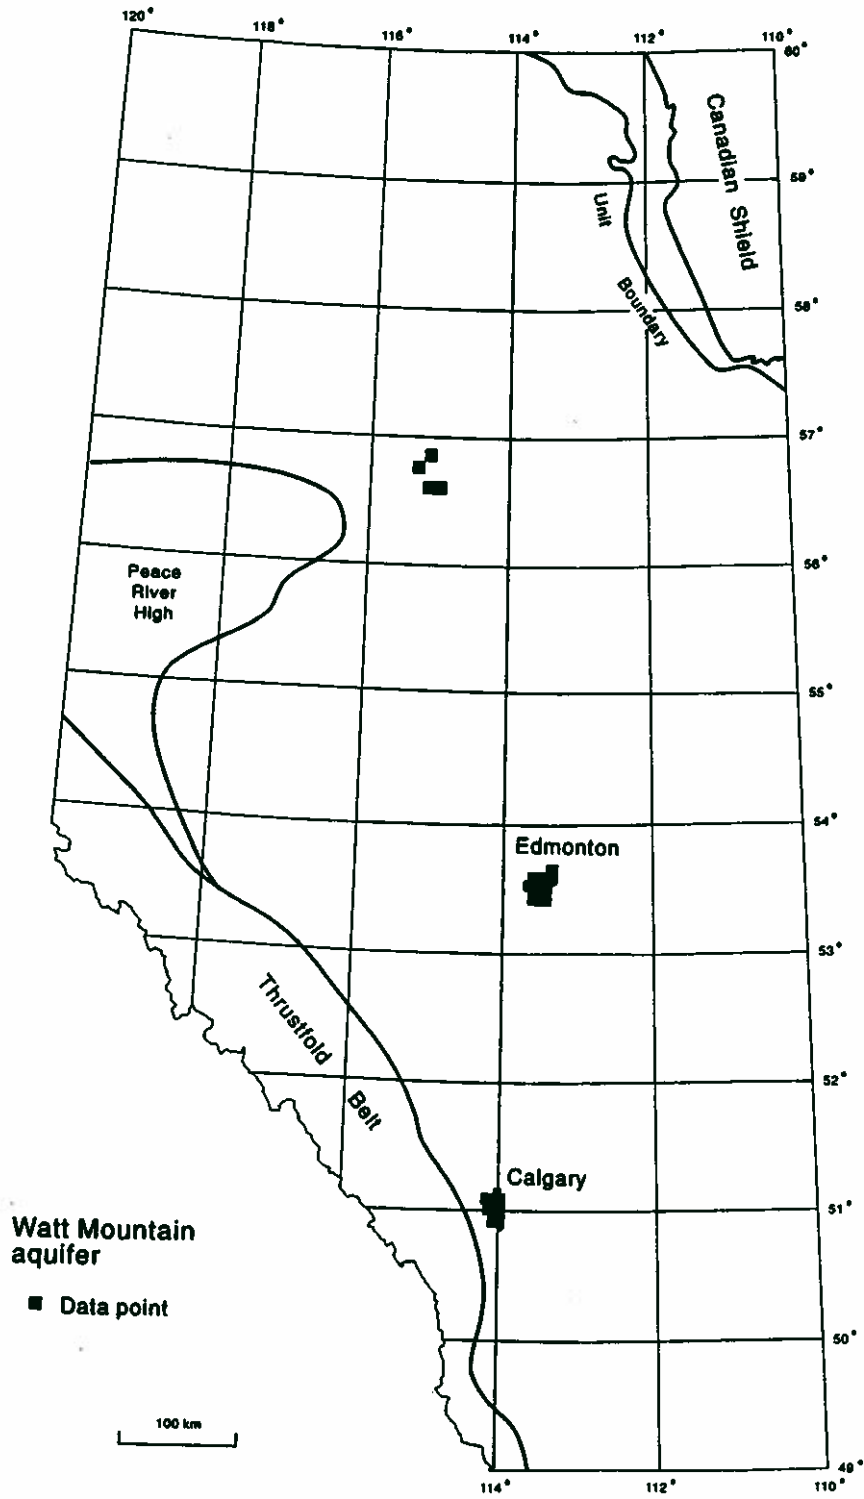 120°
118°
116°
114°
112°
110°
60°
Canadian Shield
59°
Unit
Boundary
58°
57°
56°
Peace
River
High
55°
54°
Edmonton
53°
Thrustfold
Belt
52°
Calgary
51°
Watt Mountain
aquifer
Data point
50°
100 km
49°
114°
112°
110°